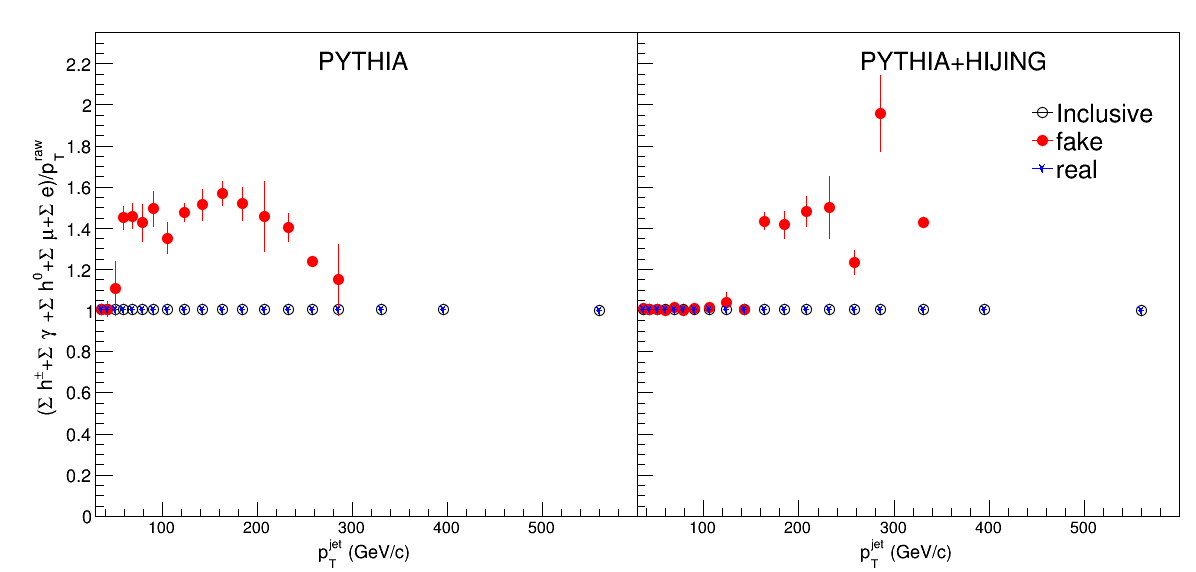 PYTHIA
PYTHIA+HIJING
Inclusive
fake
real
(Σ h± +Σ γ +Σ h0+Σ μ+Σ e)/pTraw
2.2
2
1.8
1.6
1.4
1.2
1
0.8
0.6
0.4
0.2
0
100 200 300 400 500
100 200 300 400 500
pTjet (GeV/c)
pTjet (GeV/c)